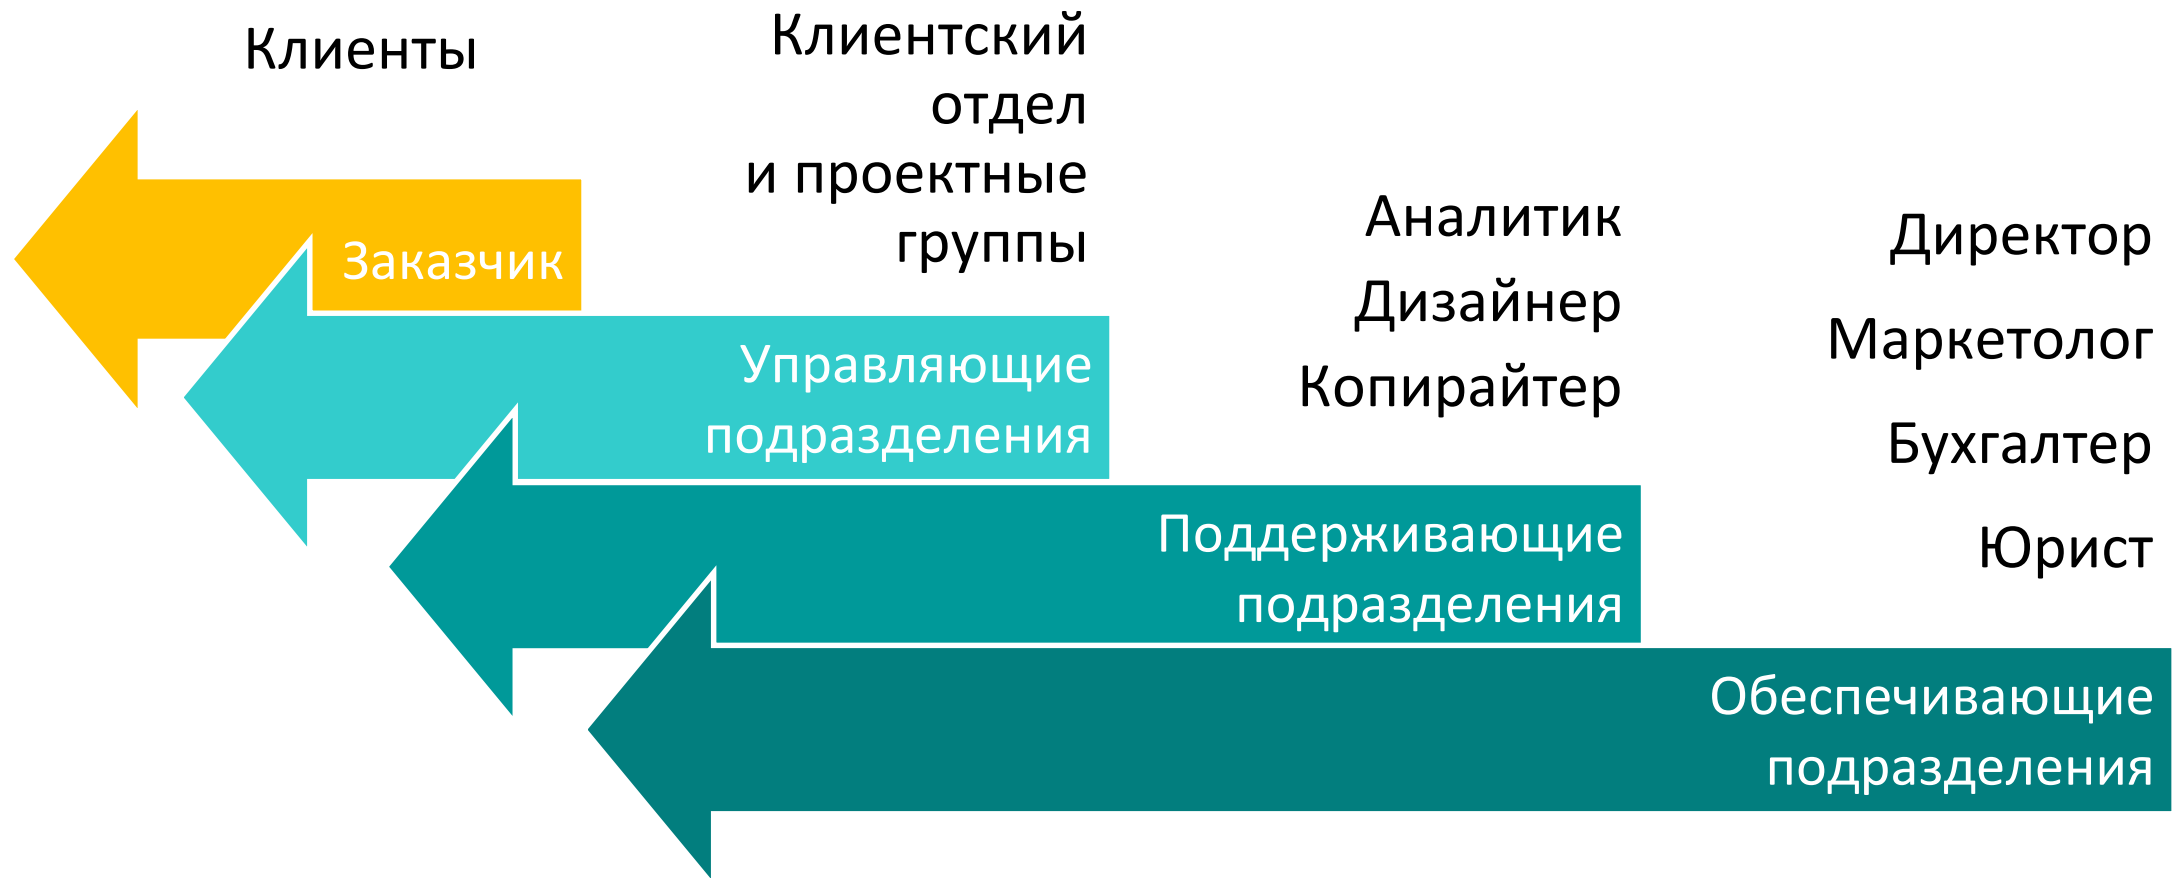 Клиенты
Заказчик
Клиентский
отдел
и проектные
группы
Управляющие
подразделения
Аналитик
Дизайнер
Копирайтер
Поддерживающие
подразделения
Директор
Маркетолог
Бухгалтер
Юрист
Обеспечивающие
подразделения